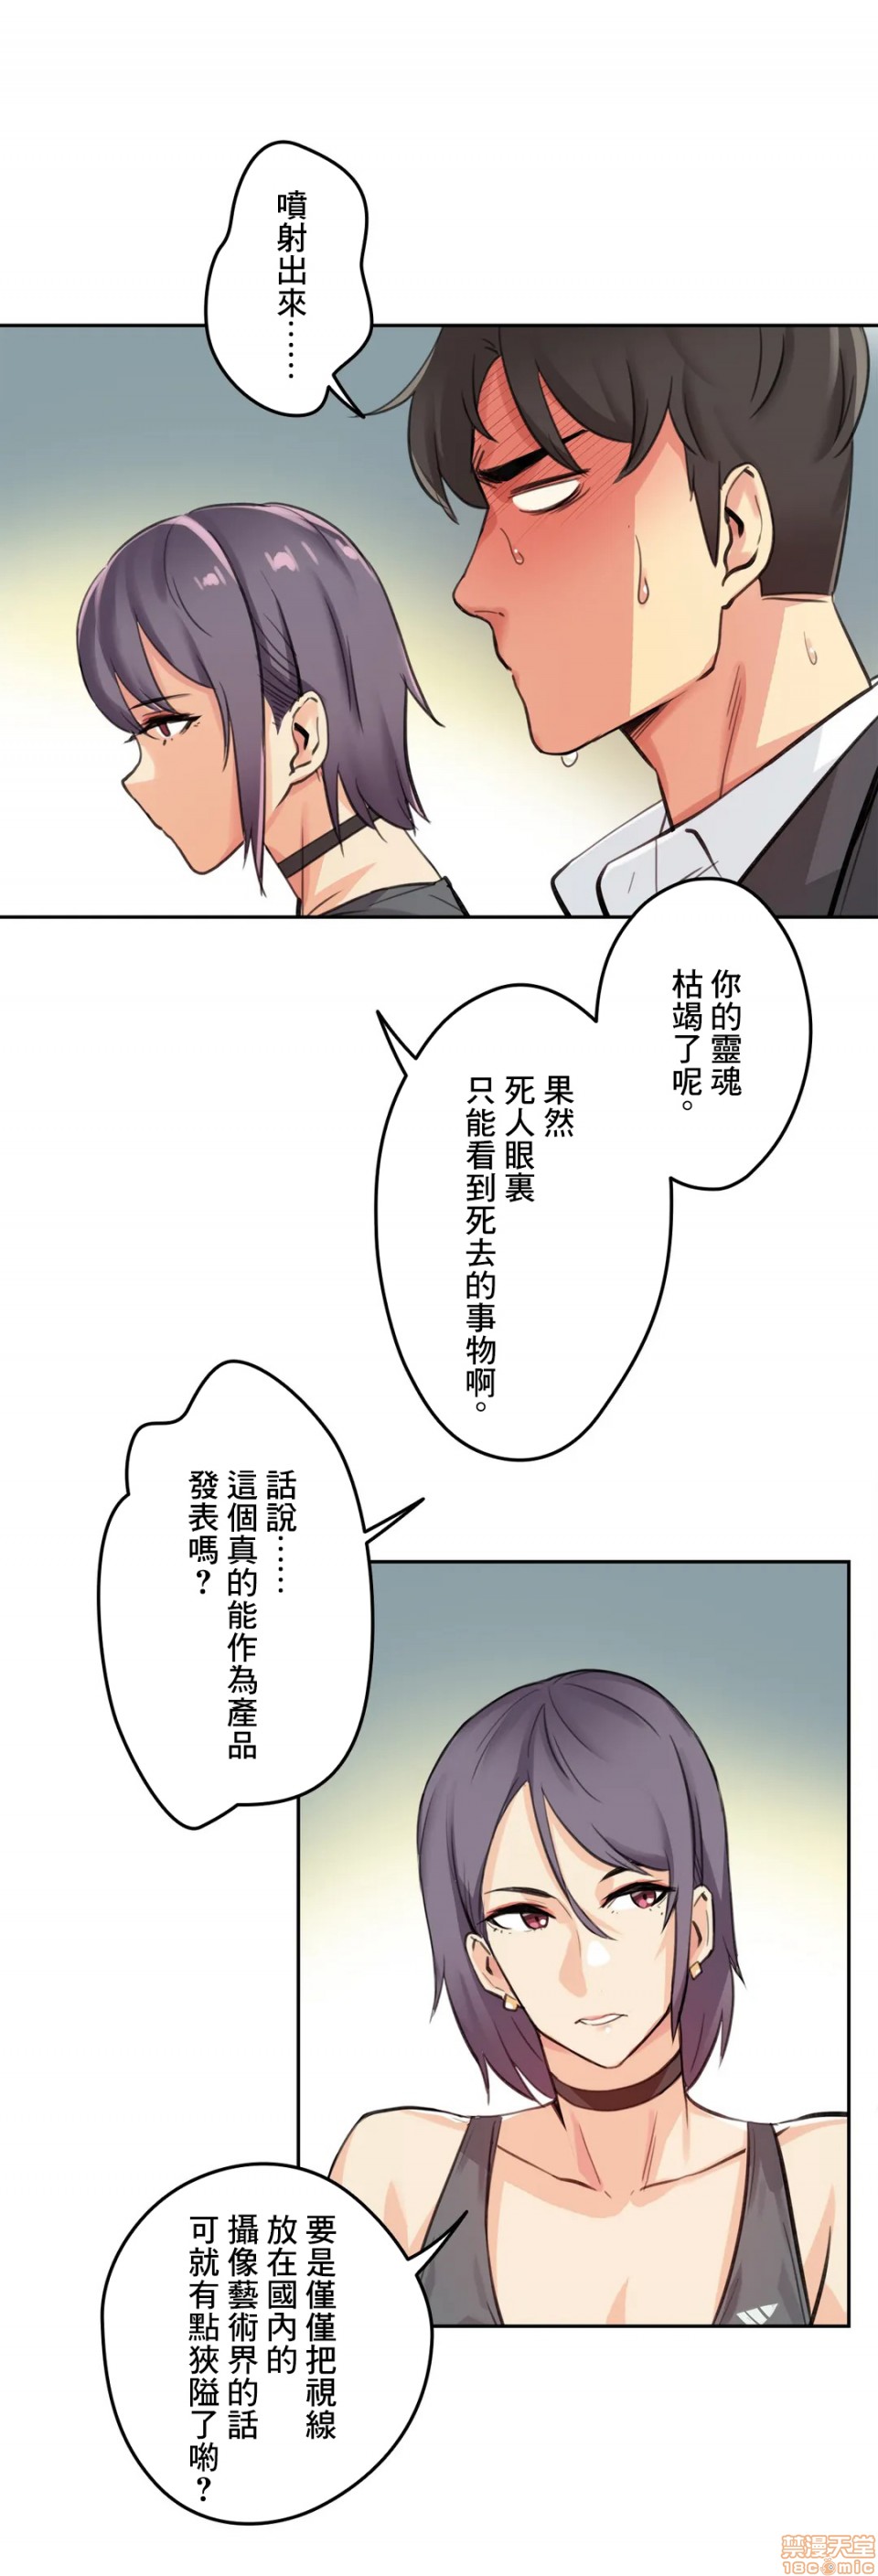 噴射出來……
你的靈魂
枯竭了呢。
果然
死人眼裏
只能看到死去的事物啊。
話說……
這個真的能作為產品
發表嗎?
要是僅僅把視線
放在國內的
攝像藝術界的話
可就有點狹隘了喲?
禁漫天堂
18comic